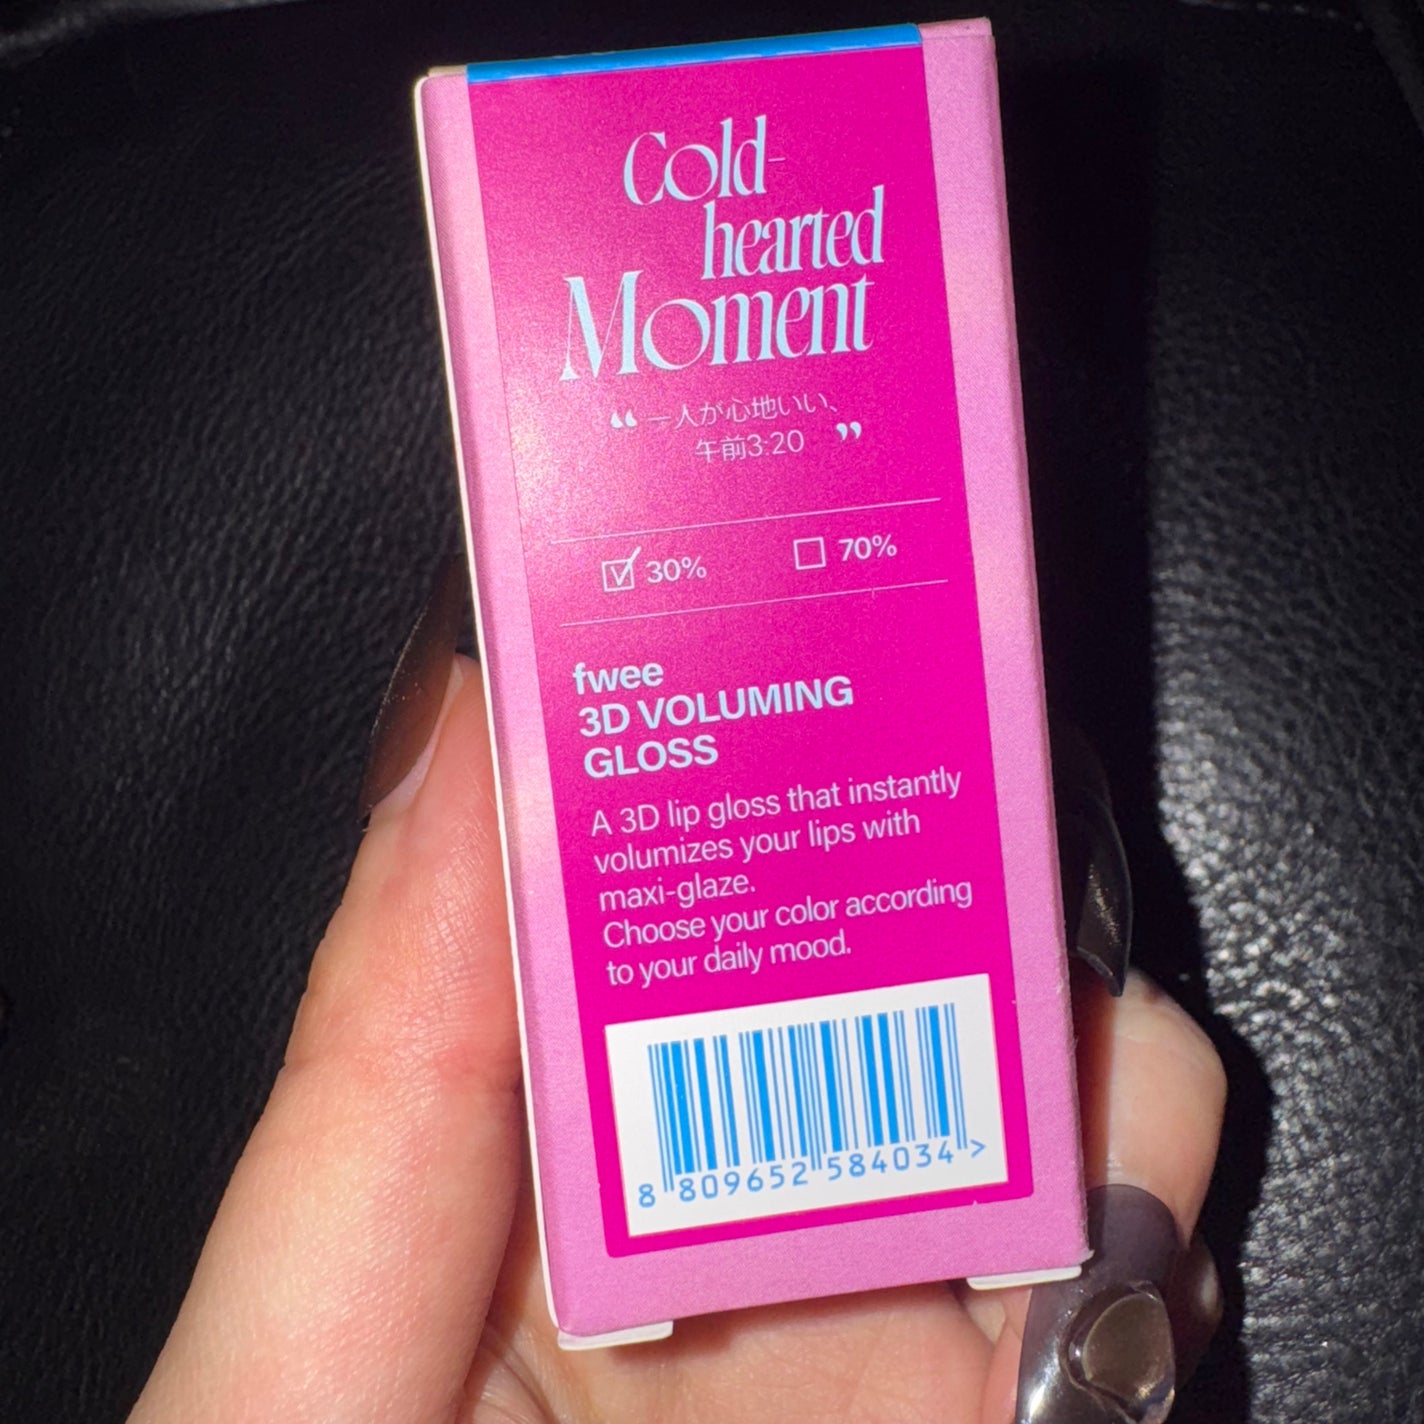 Cold-
hearted
Moment
“ 一人が心地いい、
午前3:20 ”
30% 70%
fwee
3D VOLUMING
GLOSS
A 3D lip gloss that instantly
volumizes your lips with
maxi-glaze.
Choose your color according
to your daily mood.
8 809652 584034 >